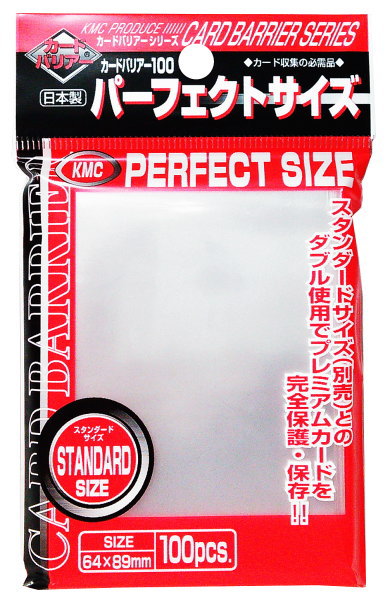 KMC PRODUCE
CARD BARRIER SERIES
カードバリアーシリーズ
カード
バリアー
カードバリアー100
◆カード収集の必需品◆
日本製
パーフェクトサイズ
KMC
PERFECT SIZE
CARD BARRIER
スタンダードサイズ(別売)との
ダブル使用でプレミアムカードを
完全保護・保存!!
スタンダード
サイズ
STANDARD
SIZE
SIZE
64×89mm
100pcs.